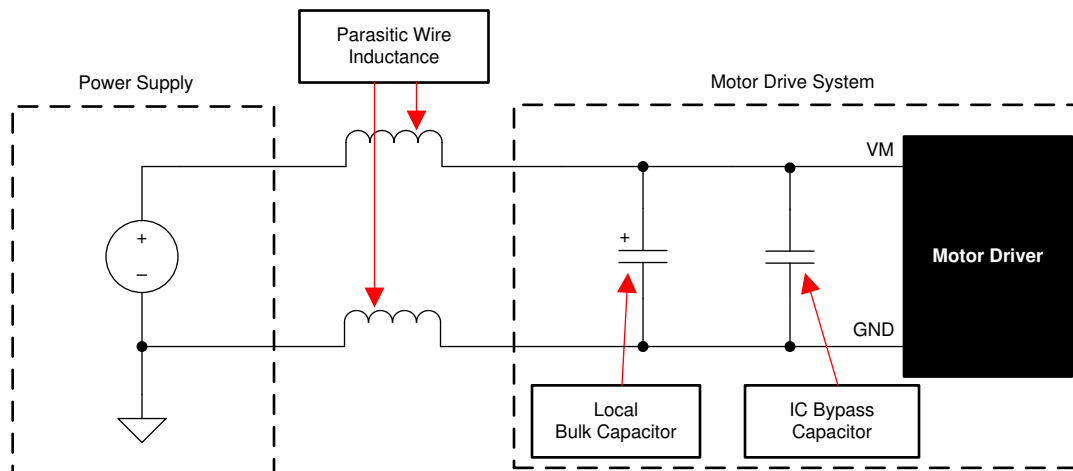 Parasitic Wire
Inductance
Power Supply
Motor Drive System
VM
+
+
–
Motor Driver
GND
Local
Bulk Capacitor
IC Bypass
Capacitor